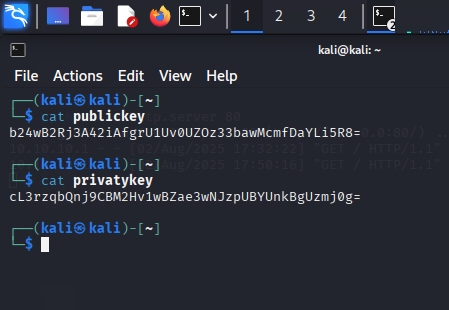 1 2 3 4
kali@kali: ~
File Actions Edit View Help
┌──(kali㉿kali)-[~]
└─$ cat publickey
b24wB2Rj3A42iAfgrU1Uv0UZOz33bawMcmfDaYLi5R8=
┌──(kali㉿kali)-[~]
└─$ cat privatykey
cL3rzqbQnj9CBM2Hv1wBZae3wNJzpUBYUnkBgUzmj0g=
┌──(kali㉿kali)-[~]
└─$